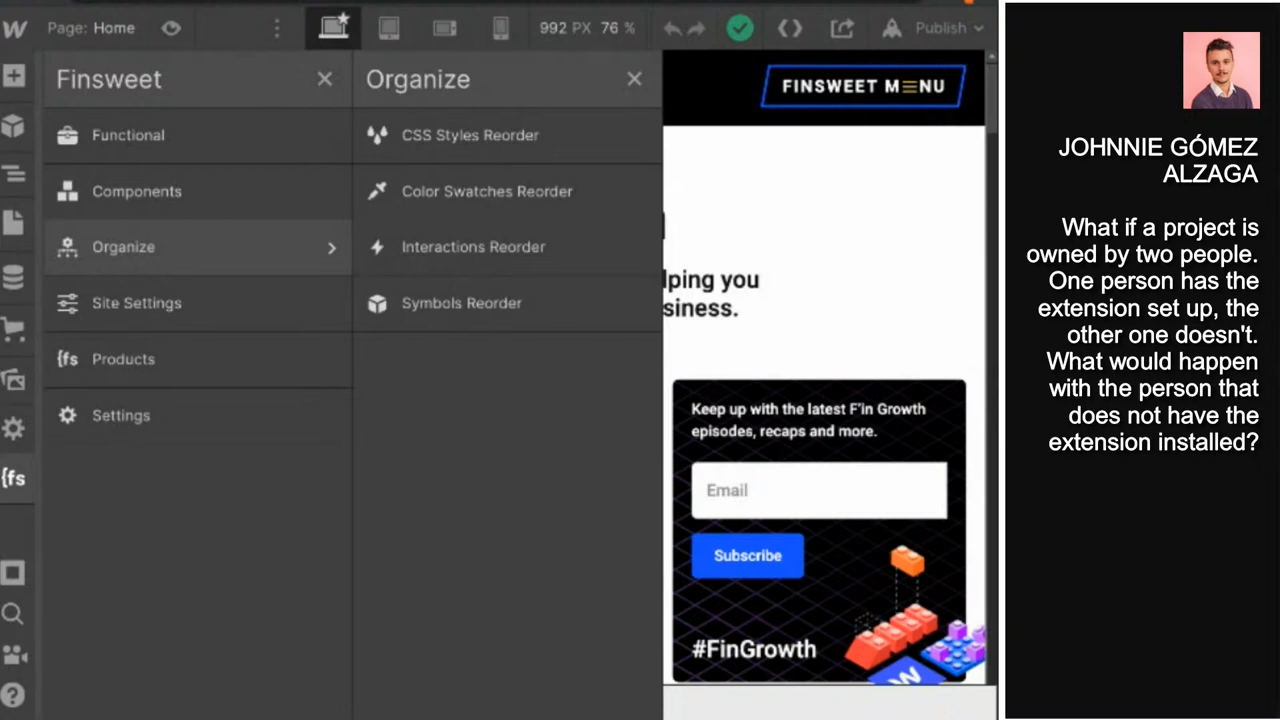 Page: Home
992 PX 76 %
Publish
Finsweet
Functional
Components
Organize
Site Settings
{fs Products
Settings
{fs
Organize
CSS Styles Reorder
Color Swatches Reorder
Interactions Reorder
Symbols Reorder
FINSWEET MENU
lping you
siness.
Keep up with the latest F'in Growth
episodes, recaps and more.
Email
Subscribe
#FinGrowth
W
JOHNNIE GÓMEZ
ALZAGA
What if a project is
owned by two people.
One person has the
extension set up, the
other one doesn't.
What would happen
with the person that
does not have the
extension installed?